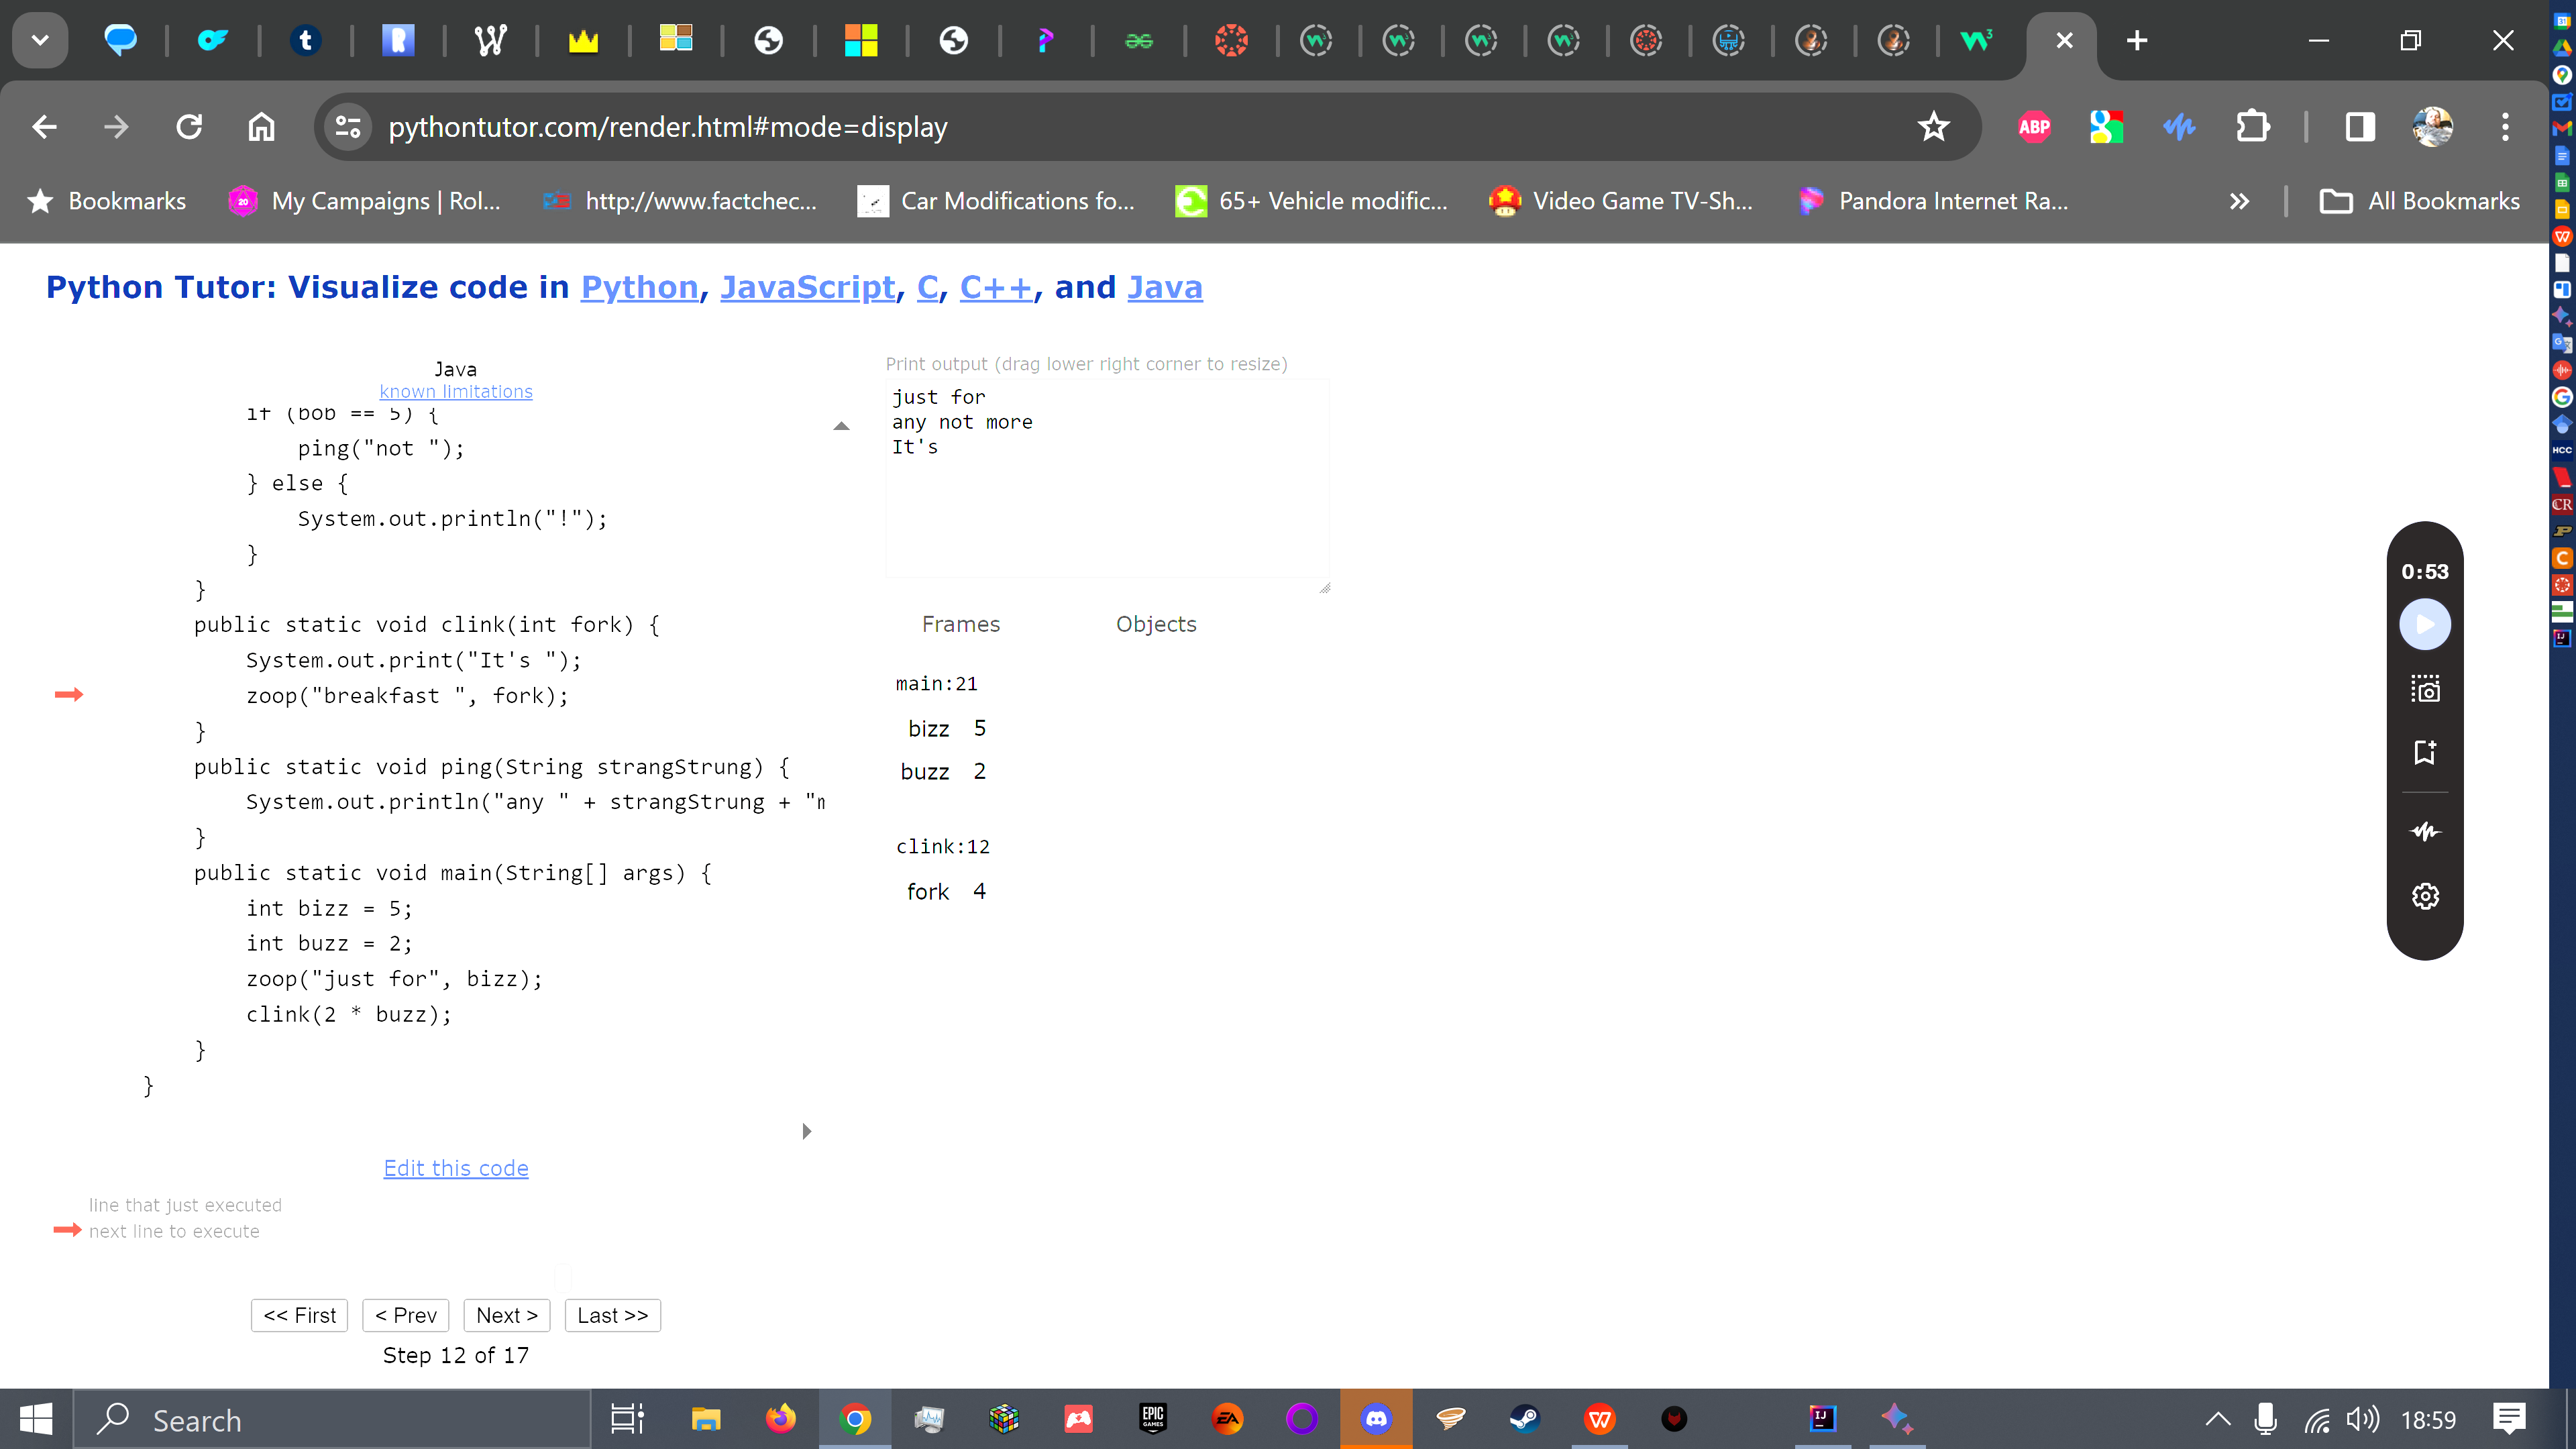 pythontutor.com/render.html#mode=display
ABP
Bookmarks
My Campaigns | Rol...
http://www.factchec...
Car Modifications fo...
65+ Vehicle modific...
Video Game TV-Sh...
Pandora Internet Ra...
All Bookmarks
Python Tutor: Visualize code in Python, JavaScript, C, C++, and Java
Java
known limitations
if (bob == 5) {
ping("not ");
} else {
System.out.println("!");
}
}
public static void clink(int fork) {
System.out.print("It's ");
zoop("breakfast ", fork);
}
public static void ping(String strangStrung) {
System.out.println("any " + strangStrung + "m
}
public static void main(String[] args) {
int bizz = 5;
int buzz = 2;
zoop("just for", bizz);
clink(2 * buzz);
}
}
Edit this code
line that just executed
next line to execute
<< First
< Prev
Next >
Last >>
Step 12 of 17
Print output (drag lower right corner to resize)
just for
any not more
It's
Frames
Objects
main:21
bizz 5
buzz 2
clink:12
fork 4
0:53
HCC
CR
Search
EPIC GAMES
EA
IJ
18:59